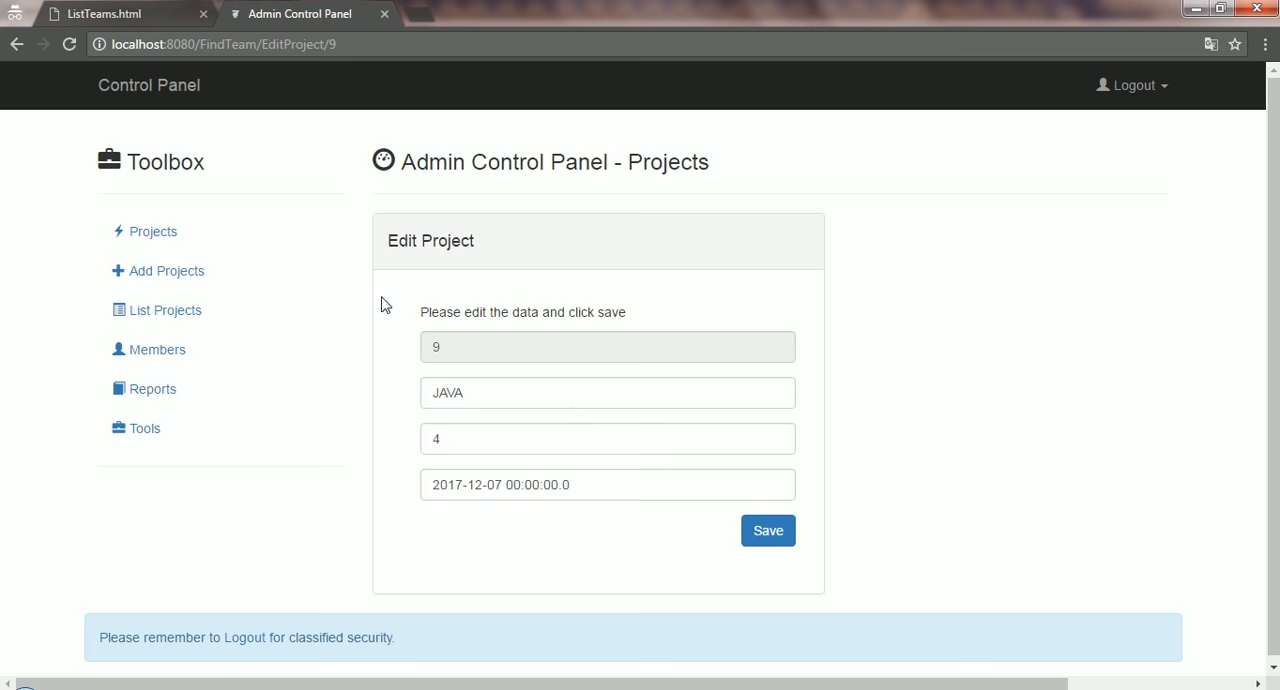 ListTeams.html
Admin Control Panel
localhost:8080/FindTeam/EditProject/9
Control Panel
Logout
Toolbox
Projects
Add Projects
List Projects
Members
Reports
Tools
Admin Control Panel - Projects
Edit Project
Please edit the data and click save
9
JAVA
4
2017-12-07 00:00:00.0
Save
Please remember to Logout for classified security.